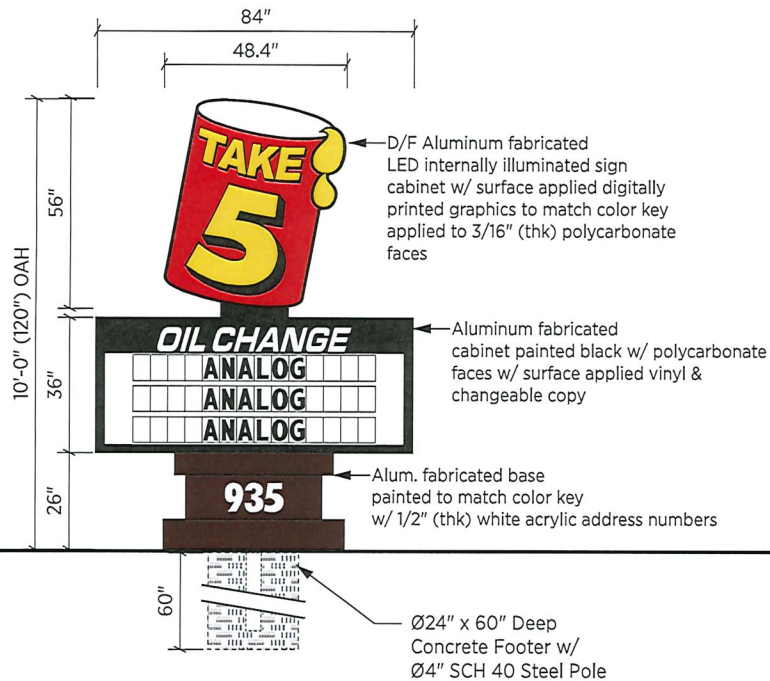 84"
48.4"
10'-0" (120") OAH
56"
36"
26"
60"
TAKE
5
OIL CHANGE
ANALOG
ANALOG
ANALOG
935
D/F Aluminum fabricated
LED internally illuminated sign
cabinet w/ surface applied digitally
printed graphics to match color key
applied to 3/16" (thk) polycarbonate
faces
Aluminum fabricated
cabinet painted black w/ polycarbonate
faces w/ surface applied vinyl &
changeable copy
Alum. fabricated base
painted to match color key
w/ 1/2" (thk) white acrylic address numbers
Ø24" x 60" Deep
Concrete Footer w/
Ø4" SCH 40 Steel Pole